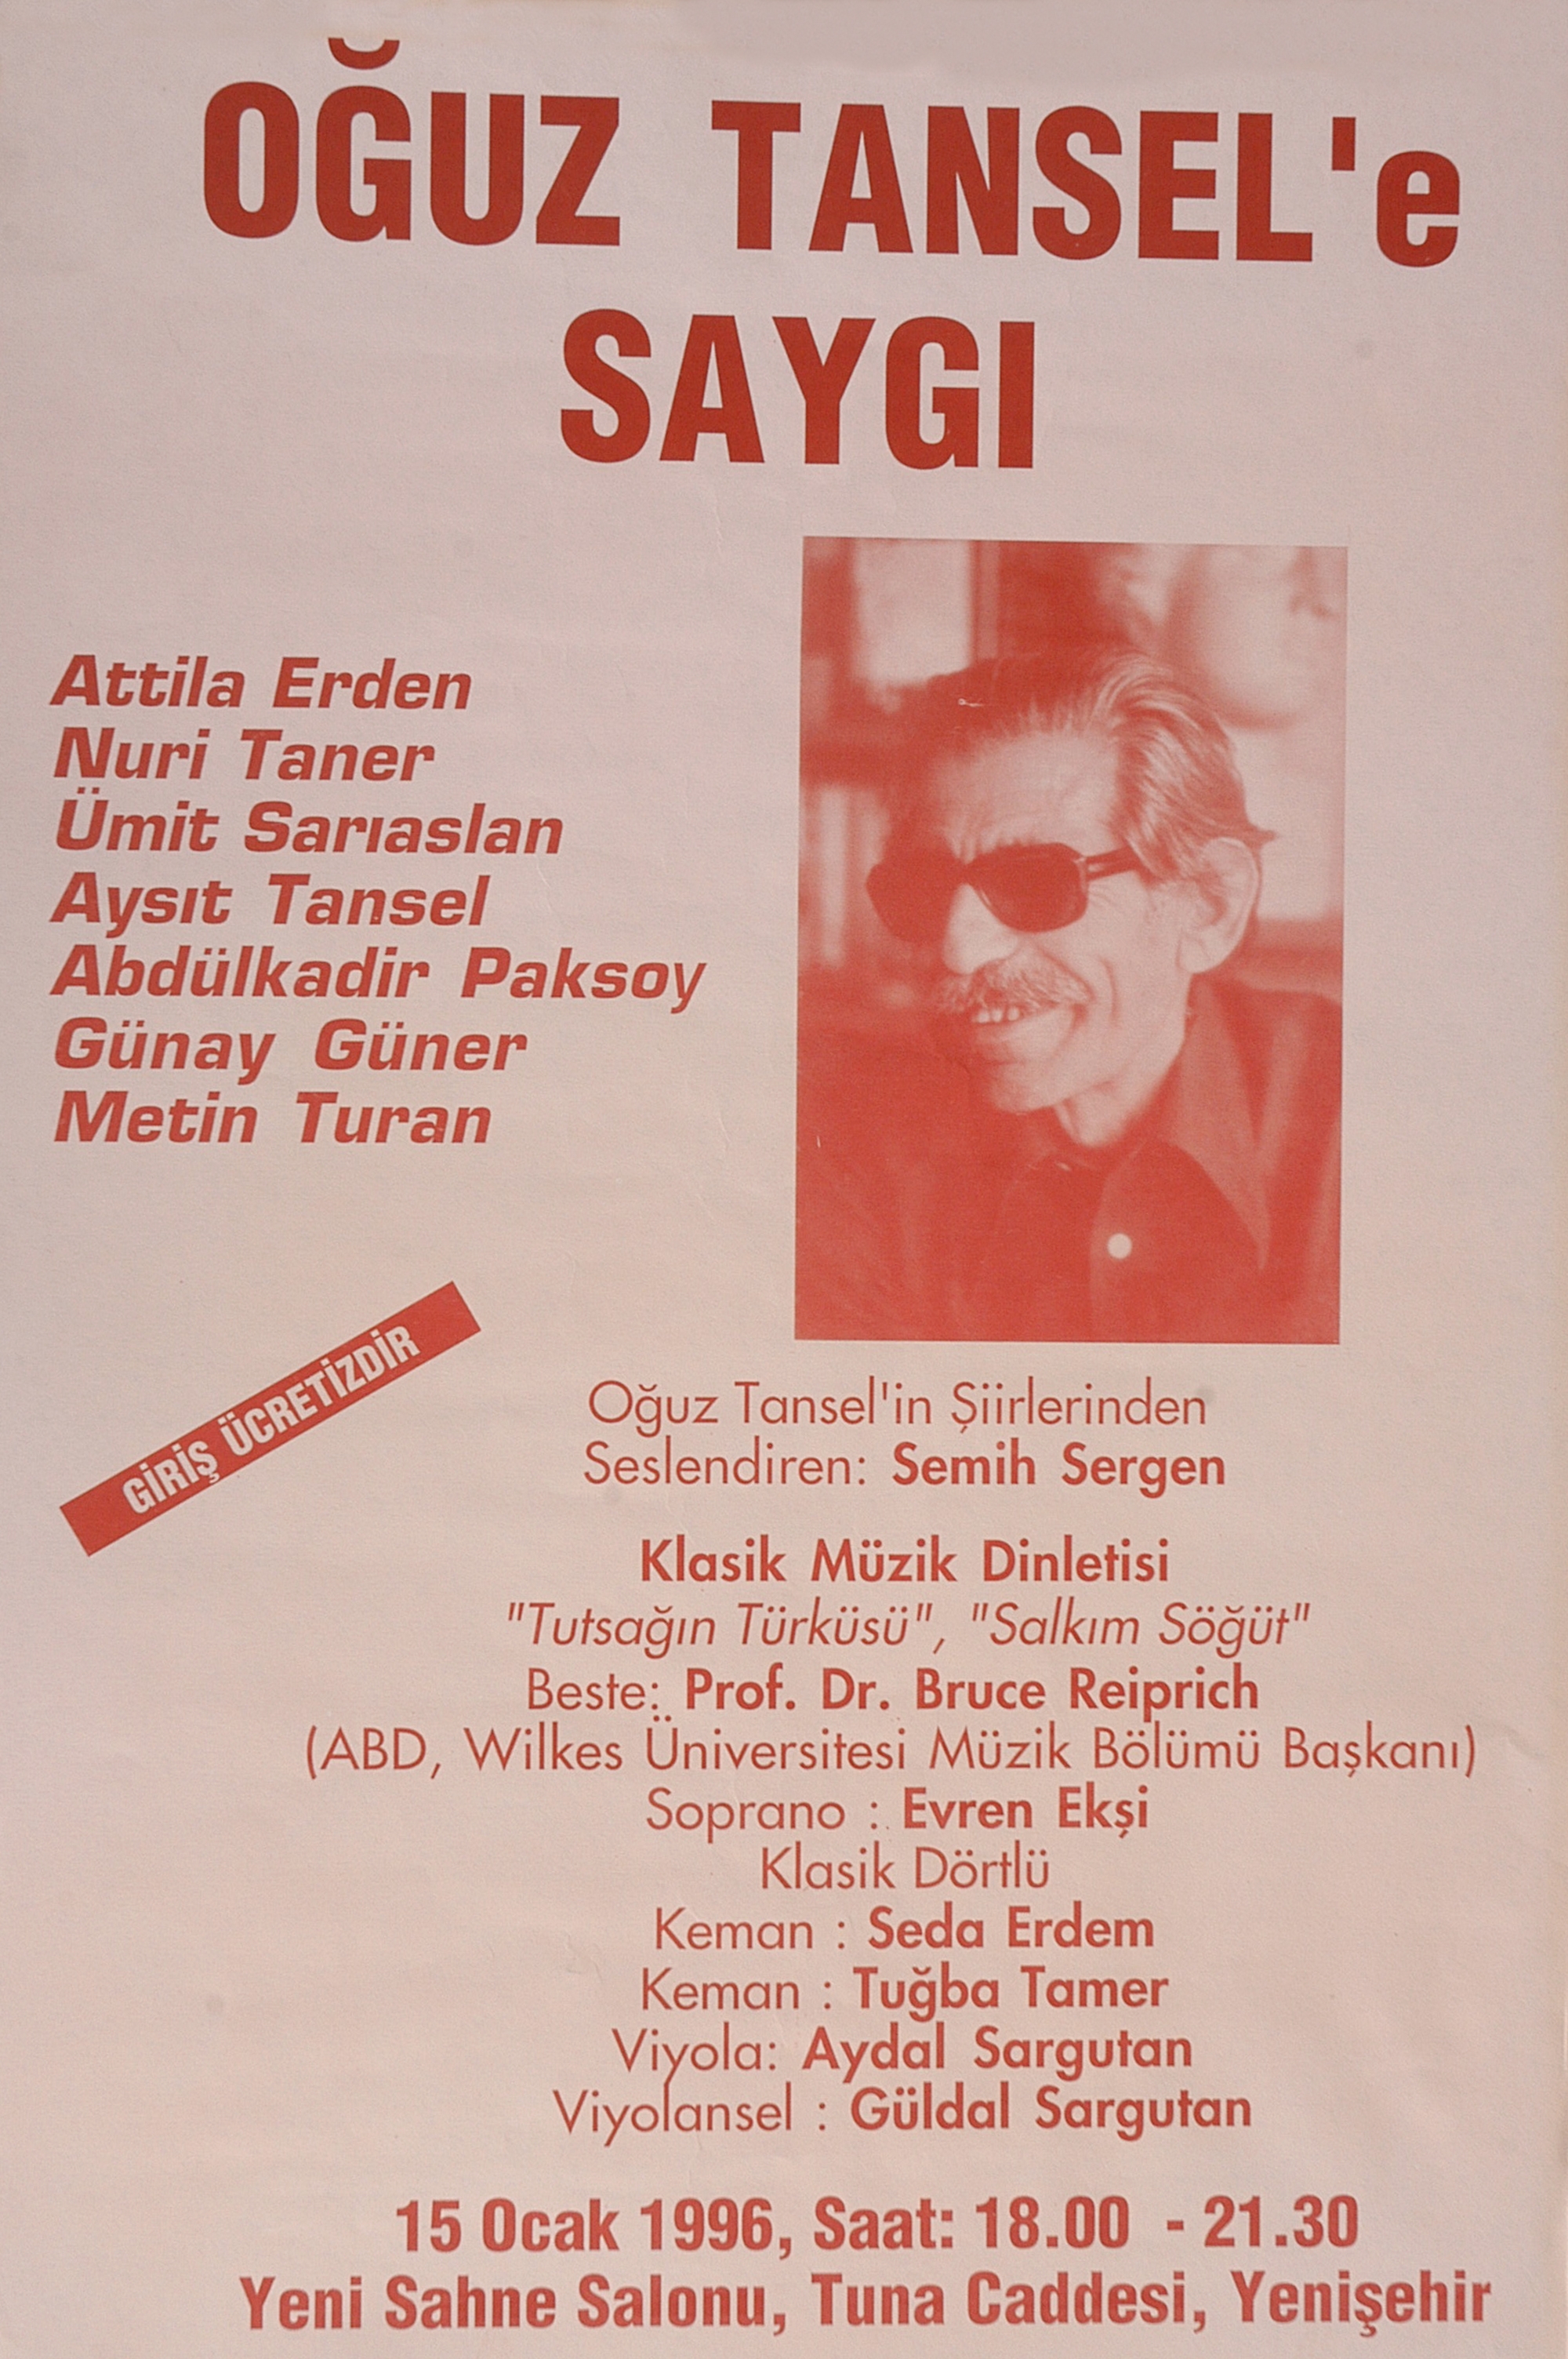 OĞUZ TANSEL'e
SAYGI
Attila Erden
Nuri Taner
Ümit Sarıaslan
Aysıt Tansel
Abdülkadir Paksoy
Günay Güner
Metin Turan
GİRİŞ ÜCRETİZDİR
Oğuz Tansel'in Şiirlerinden
Seslendiren: Semih Sergen
Klasik Müzik Dinletisi
"Tutsağın Türküsü", "Salkım Söğüt"
Beste: Prof. Dr. Bruce Reiprich
(ABD, Wilkes Üniversitesi Müzik Bölümü Başkanı)
Soprano : Evren Ekşi
Klasik Dörtlü
Keman : Seda Erdem
Keman : Tuğba Tamer
Viyola: Aydal Sargutan
Viyolansel : Güldal Sargutan
15 Ocak 1996, Saat: 18.00 - 21.30
Yeni Sahne Salonu, Tuna Caddesi, Yenişehir